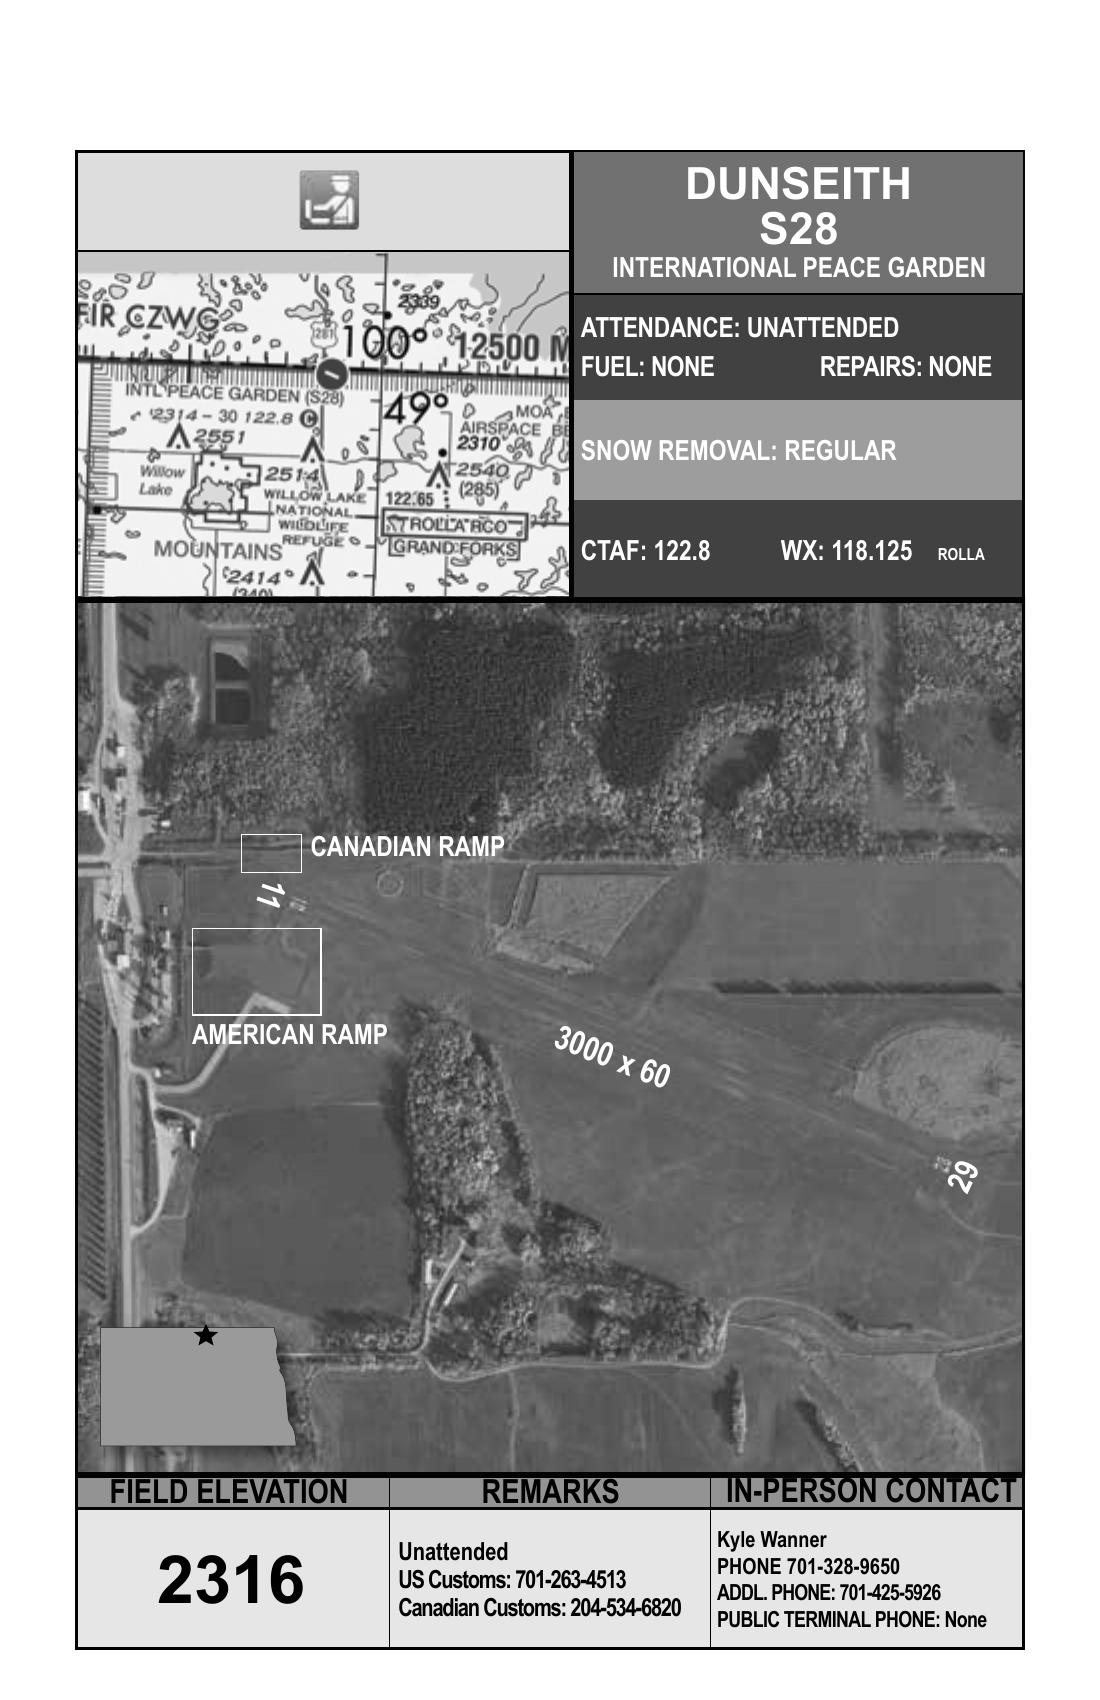 DUNSEITH
S28
INTERNATIONAL PEACE GARDEN
ATTENDANCE: UNATTENDED
FUEL: NONE REPAIRS: NONE
SNOW REMOVAL: REGULAR
CTAF: 122.8 WX: 118.125 ROLLA
FIR CZWG
281
2339
100°
12500 M
INTL PEACE GARDEN (S28)
2314 – 30 122.8 C
49°
MOA
AIRSPACE
2551
2310
Willow
Lake
2514
2540
(285)
WILLOW LAKE
NATIONAL
WILDLIFE
REFUGE
122.65
ROLLA RCO
GRAND FORKS
MOUNTAINS
2414
(340)
CANADIAN RAMP
11
AMERICAN RAMP
3000 x 60
29
FIELD ELEVATION
2316
REMARKS
Unattended
US Customs: 701-263-4513
Canadian Customs: 204-534-6820
IN-PERSON CONTACT
Kyle Wanner
PHONE 701-328-9650
ADDL. PHONE: 701-425-5926
PUBLIC TERMINAL PHONE: None